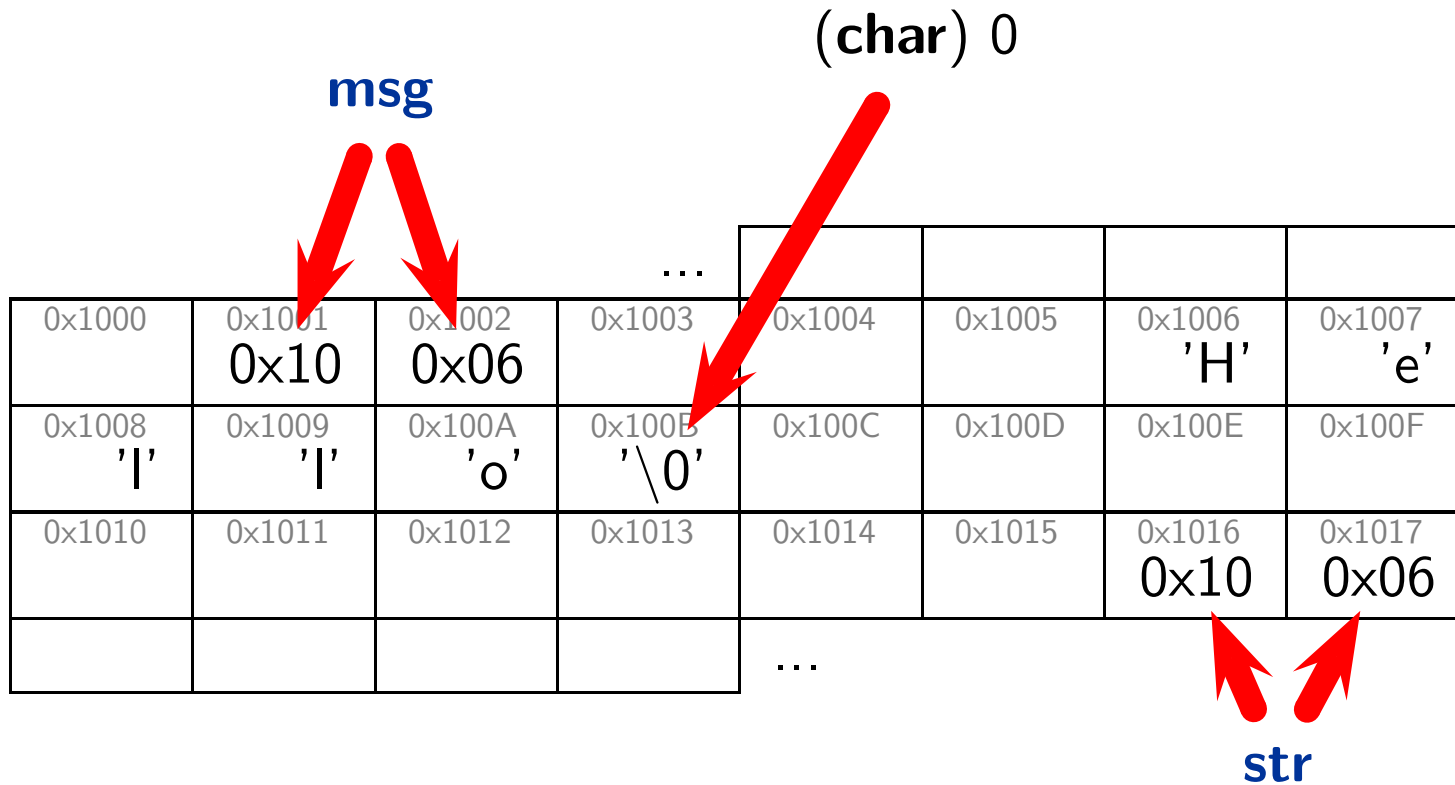 (char) 0
msg
...
0x1000 0x1001 0x1002 0x1003 0x1004 0x1005 0x1006 0x1007
0x10 0x06 'H' 'e'
0x1008 0x1009 0x100A 0x100B 0x100C 0x100D 0x100E 0x100F
'l' 'l' 'o' '\0'
0x1010 0x1011 0x1012 0x1013 0x1014 0x1015 0x1016 0x1017
0x10 0x06
...
str